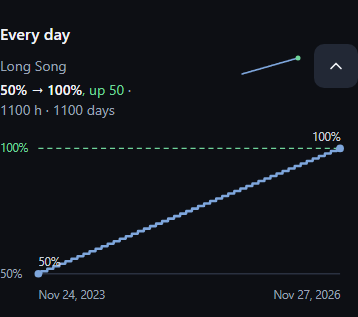 Every day
Long Song
50% → 100%, up 50 ·
1100 h · 1100 days
100%
100%
50%
50%
Nov 24, 2023
Nov 27, 2026